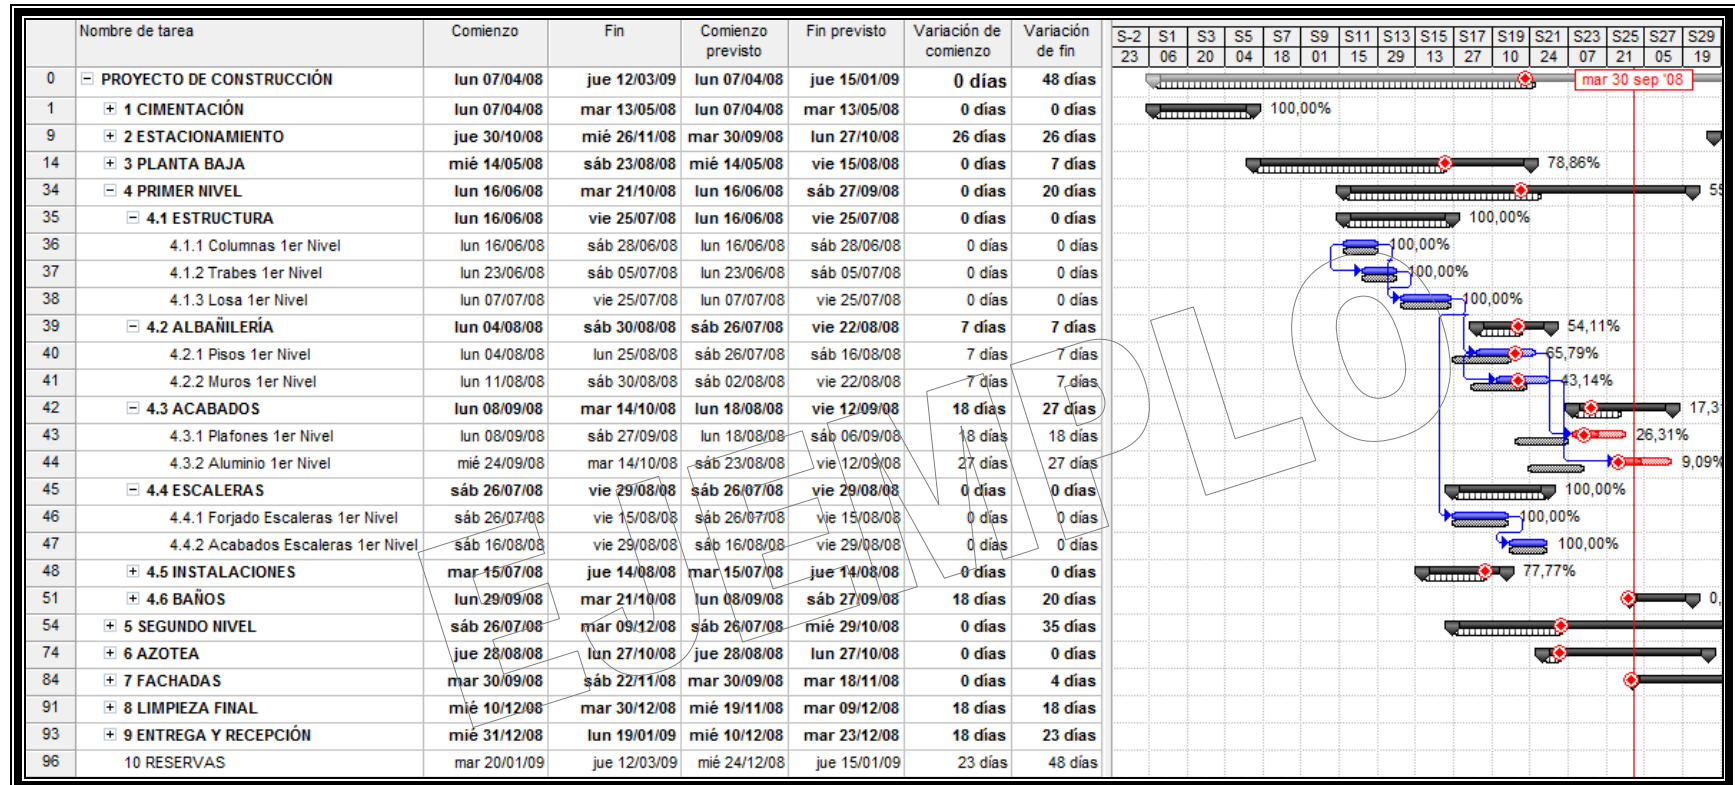 Nombre de tarea Comienzo Fin Comienzo previsto Fin previsto Variación de comienzo Variación de fin S-2 S1 S3 S5 S7 S9 S11 S13 S15 S17 S19 S21 S23 S25 S27 S29
23 06 20 04 18 01 15 29 13 27 10 24 07 21 05 19
0 PROYECTO DE CONSTRUCCIÓN lun 07/04/08 jue 12/03/09 lun 07/04/08 jue 15/01/09 0 días 48 días mar 30 sep '08
1 1 CIMENTACIÓN lun 07/04/08 mar 13/05/08 lun 07/04/08 mar 13/05/08 0 días 0 días 100,00%
9 2 ESTACIONAMIENTO jue 30/10/08 mié 26/11/08 mar 30/09/08 lun 27/10/08 26 días 26 días
14 3 PLANTA BAJA mié 14/05/08 sáb 23/08/08 mié 14/05/08 vie 15/08/08 0 días 7 días 78,86%
34 4 PRIMER NIVEL lun 16/06/08 mar 21/10/08 lun 16/06/08 sáb 27/09/08 0 días 20 días 55
35 4.1 ESTRUCTURA lun 16/06/08 vie 25/07/08 lun 16/06/08 vie 25/07/08 0 días 0 días 100,00%
36 4.1.1 Columnas 1er Nivel lun 16/06/08 sáb 28/06/08 lun 16/06/08 sáb 28/06/08 0 días 0 días 100,00%
37 4.1.2 Trabes 1er Nivel lun 23/06/08 sáb 05/07/08 lun 23/06/08 sáb 05/07/08 0 días 0 días 100,00%
38 4.1.3 Losa 1er Nivel lun 07/07/08 vie 25/07/08 lun 07/07/08 vie 25/07/08 0 días 0 días 100,00%
39 4.2 ALBAÑILERÍA lun 04/08/08 sáb 30/08/08 sáb 26/07/08 vie 22/08/08 7 días 7 días 54,11%
40 4.2.1 Pisos 1er Nivel lun 04/08/08 lun 25/08/08 sáb 26/07/08 sáb 16/08/08 7 días 7 días 65,79%
41 4.2.2 Muros 1er Nivel lun 11/08/08 sáb 30/08/08 sáb 02/08/08 vie 22/08/08 7 días 7 días 43,14%
42 4.3 ACABADOS lun 08/09/08 mar 14/10/08 lun 18/08/08 vie 12/09/08 18 días 27 días 17,3
43 4.3.1 Plafones 1er Nivel lun 08/09/08 sáb 27/09/08 lun 18/08/08 sáb 06/09/08 18 días 18 días 26,31%
44 4.3.2 Aluminio 1er Nivel mié 24/09/08 mar 14/10/08 sáb 23/08/08 vie 12/09/08 27 días 27 días 9,09%
45 4.4 ESCALERAS sáb 26/07/08 vie 29/08/08 sáb 26/07/08 vie 29/08/08 0 días 0 días 100,00%
46 4.4.1 Forjado Escaleras 1er Nivel sáb 26/07/08 vie 15/08/08 sáb 26/07/08 vie 15/08/08 0 días 0 días 100,00%
47 4.4.2 Acabados Escaleras 1er Nivel sáb 16/08/08 vie 29/08/08 sáb 16/08/08 vie 29/08/08 0 días 0 días 100,00%
48 4.5 INSTALACIONES mar 15/07/08 jue 14/08/08 mar 15/07/08 jue 14/08/08 0 días 0 días 77,77%
51 4.6 BAÑOS lun 29/09/08 mar 21/10/08 lun 08/09/08 sáb 27/09/08 18 días 20 días 0,
54 5 SEGUNDO NIVEL sáb 26/07/08 mar 09/12/08 sáb 26/07/08 mié 29/10/08 0 días 35 días
74 6 AZOTEA jue 28/08/08 lun 27/10/08 jue 28/08/08 lun 27/10/08 0 días 0 días
84 7 FACHADAS mar 30/09/08 sáb 22/11/08 mar 30/09/08 mar 18/11/08 0 días 4 días
91 8 LIMPIEZA FINAL mié 10/12/08 mar 30/12/08 mié 19/11/08 mar 09/12/08 18 días 18 días
93 9 ENTREGA Y RECEPCIÓN mié 31/12/08 lun 19/01/09 mié 10/12/08 mar 23/12/08 18 días 23 días
96 10 RESERVAS mar 20/01/09 jue 12/03/09 mié 24/12/08 jue 15/01/09 23 días 48 días
EJEMPLO